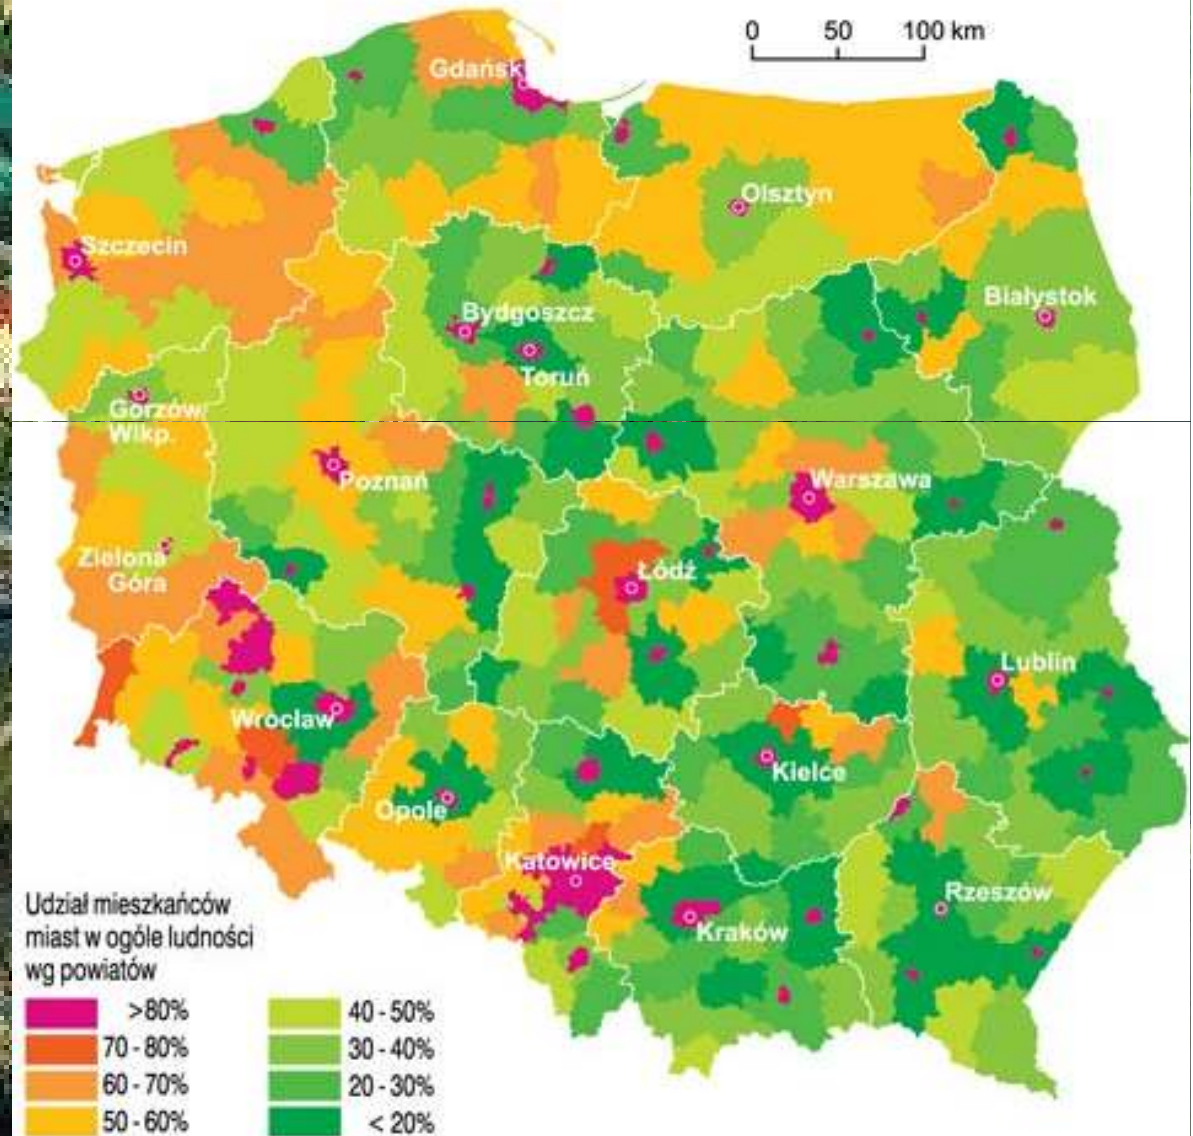 0 50 100 km
Gdańsk
Olsztyn
Szczecin
Białystok
Bydgoszcz
Toruń
Gorzów
Wlkp.
Poznań
Warszawa
Zielona
Góra
Łódź
Lublin
Wrocław
Kielce
Opole
Katowice
Rzeszów
Kraków
Udział mieszkańców
miast w ogóle ludności
wg powiatów
>80%
70 - 80%
60 - 70%
50 - 60%
40 - 50%
30 - 40%
20 - 30%
< 20%